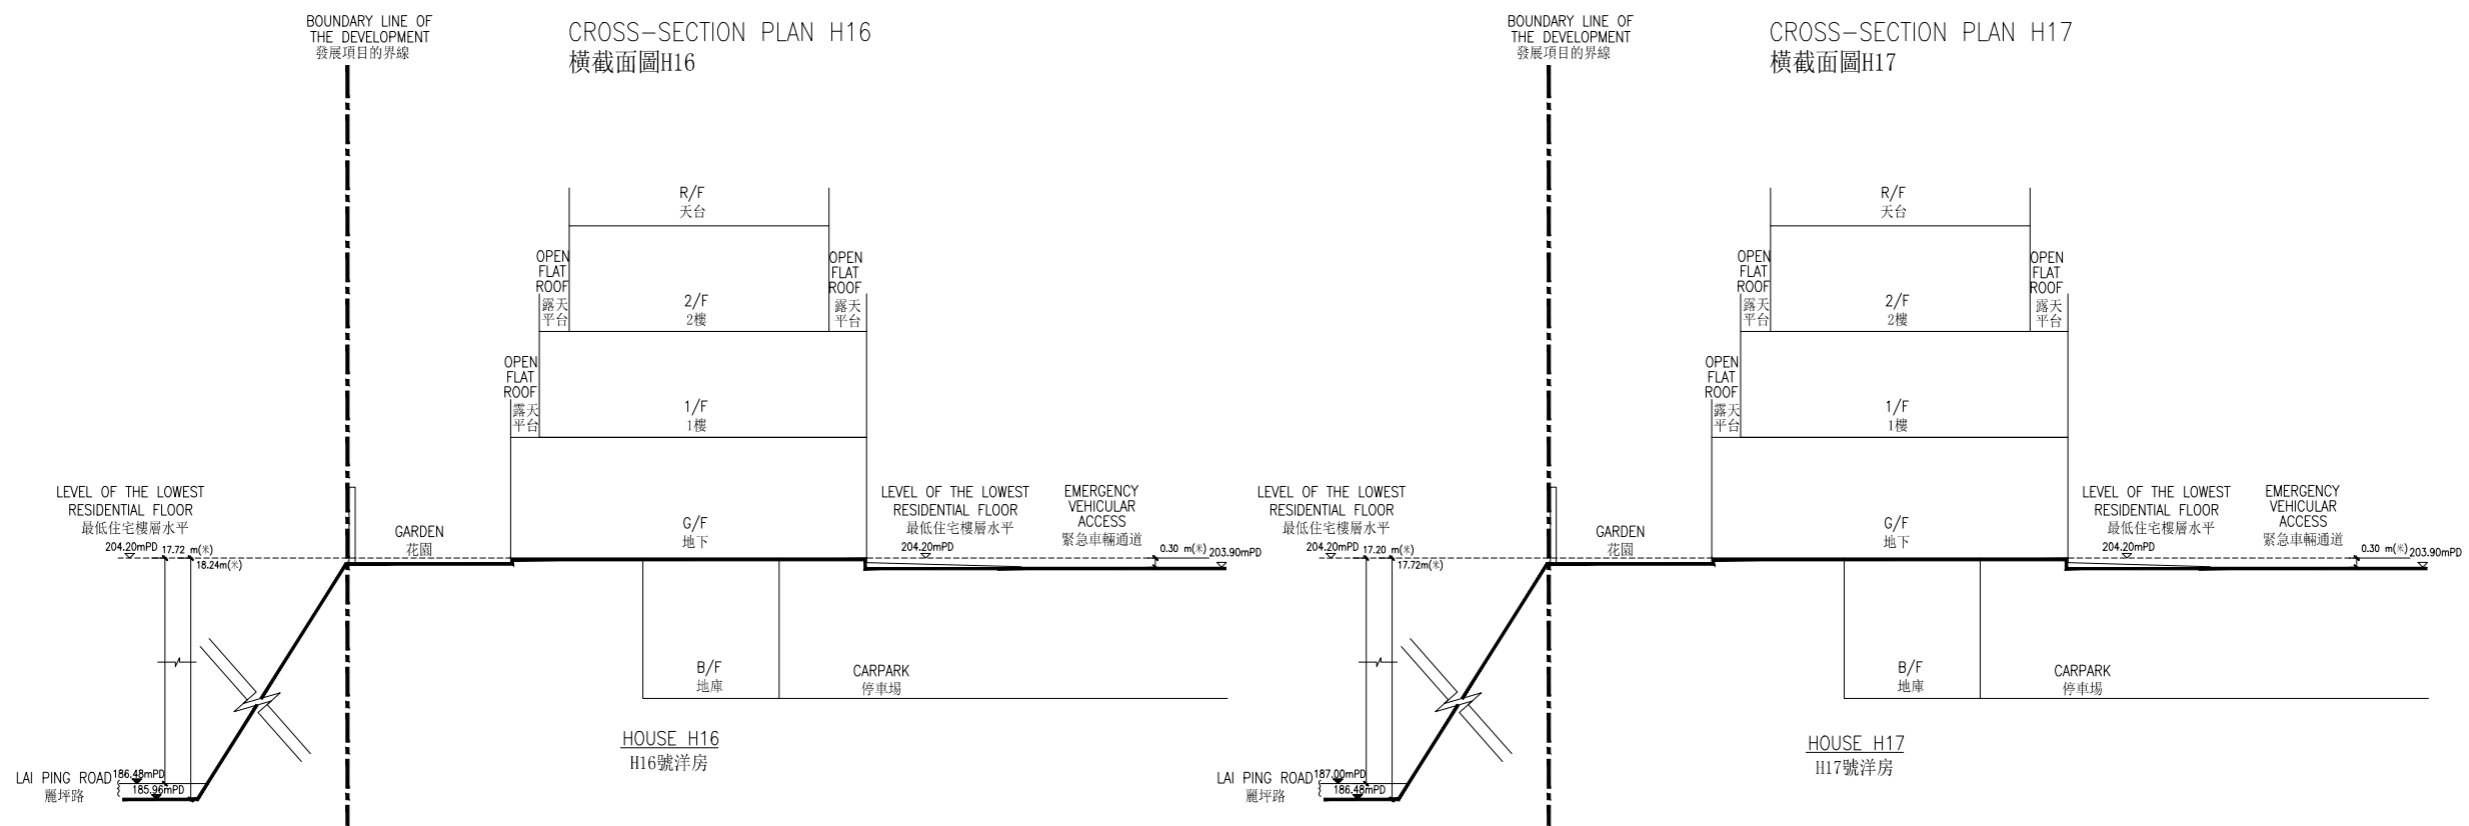 BOUNDARY LINE OF
THE DEVELOPMENT
發展項目的界線
CROSS-SECTION PLAN H16
橫截面圖H16
R/F
天台
OPEN
FLAT
ROOF
露天
平台
OPEN
FLAT
ROOF
露天
平台
2/F
2樓
OPEN
FLAT
ROOF
露天
平台
1/F
1樓
LEVEL OF THE LOWEST
RESIDENTIAL FLOOR
最低住宅樓層水平
204.20mPD
17.72 m(米)
18.24m(米)
GARDEN
花園
G/F
地下
LEVEL OF THE LOWEST
RESIDENTIAL FLOOR
最低住宅樓層水平
204.20mPD
EMERGENCY
VEHICULAR
ACCESS
緊急車輛通道
0.30 m(米)
203.90mPD
B/F
地庫
CARPARK
停車場
HOUSE H16
H16號洋房
LAI PING ROAD
麗坪路
186.48mPD
185.96mPD
BOUNDARY LINE OF
THE DEVELOPMENT
發展項目的界線
CROSS-SECTION PLAN H17
橫截面圖H17
R/F
天台
OPEN
FLAT
ROOF
露天
平台
OPEN
FLAT
ROOF
露天
平台
2/F
2樓
OPEN
FLAT
ROOF
露天
平台
1/F
1樓
LEVEL OF THE LOWEST
RESIDENTIAL FLOOR
最低住宅樓層水平
204.20mPD
17.20 m(米)
17.72m(米)
GARDEN
花園
G/F
地下
LEVEL OF THE LOWEST
RESIDENTIAL FLOOR
最低住宅樓層水平
204.20mPD
EMERGENCY
VEHICULAR
ACCESS
緊急車輛通道
0.30 m(米)
203.90mPD
B/F
地庫
CARPARK
停車場
HOUSE H17
H17號洋房
LAI PING ROAD
麗坪路
187.00mPD
186.48mPD